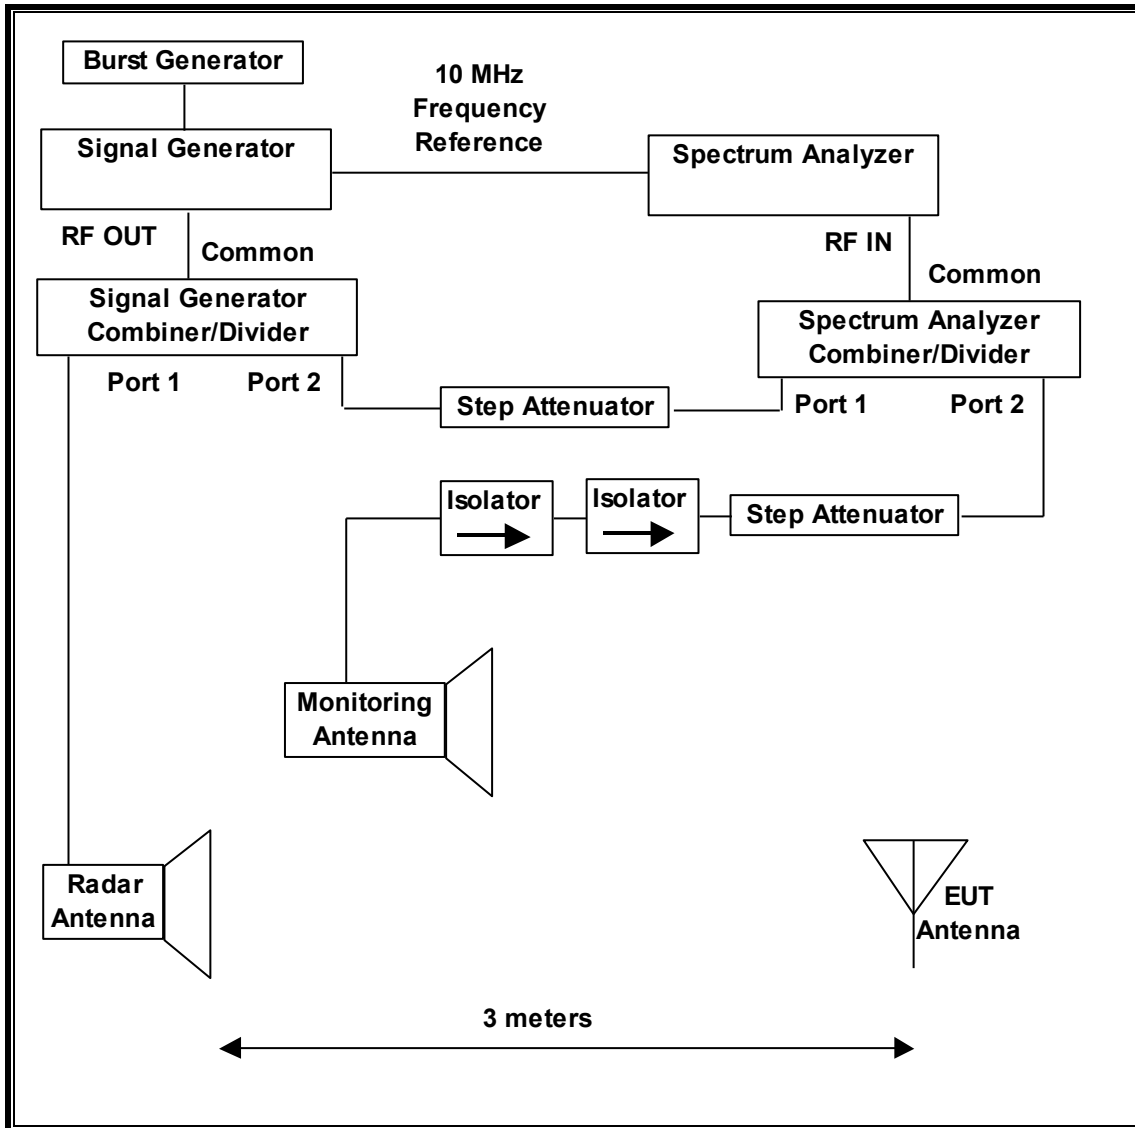 Burst Generator
10 MHz
Frequency
Reference
Signal Generator
Spectrum Analyzer
RF OUT
Common
RF IN
Common
Signal Generator
Combiner/Divider
Spectrum Analyzer
Combiner/Divider
Port 1
Port 2
Step Attenuator
Port 1
Port 2
Isolator
Isolator
Step Attenuator
Monitoring
Antenna
Radar
Antenna
EUT
Antenna
3 meters